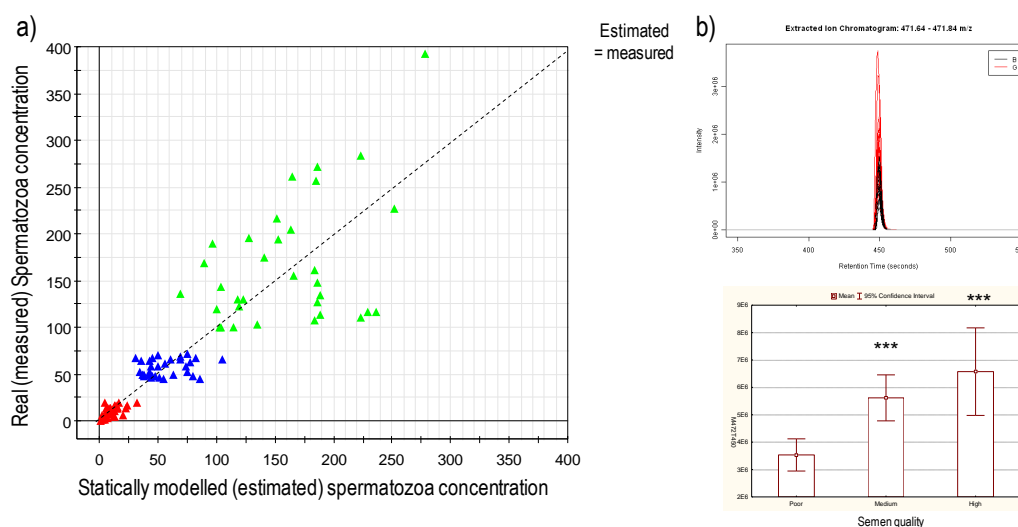 a)
Real (measured) Spermatozoa concentration
400
350
300
250
200
150
100
50
0
0 50 100 150 200 250 300 350 400
Statically modelled (estimated) spermatozoa concentration
Estimated
= measured
b)
Extracted Ion Chromatogram: 471.64 - 471.84 m/z
B
G
Intensity
3e+06
2e+06
1e+06
0e+00
350 400 450 500
Retention Time (seconds)
Mean 95% Confidence Interval
***
***
M472T450
9E6
8E6
7E6
6E6
5E6
4E6
3E6
2E6
Poor Medium High
Semen quality